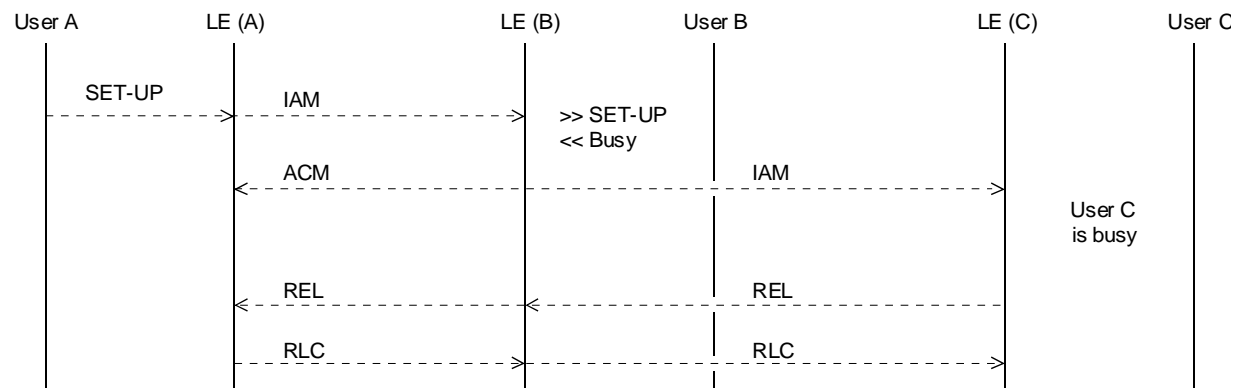 User A LE (A) LE (B) User B LE (C) User C
SET-UP IAM
>> SET-UP
<< Busy
ACM IAM
User C
is busy
REL REL
RLC RLC